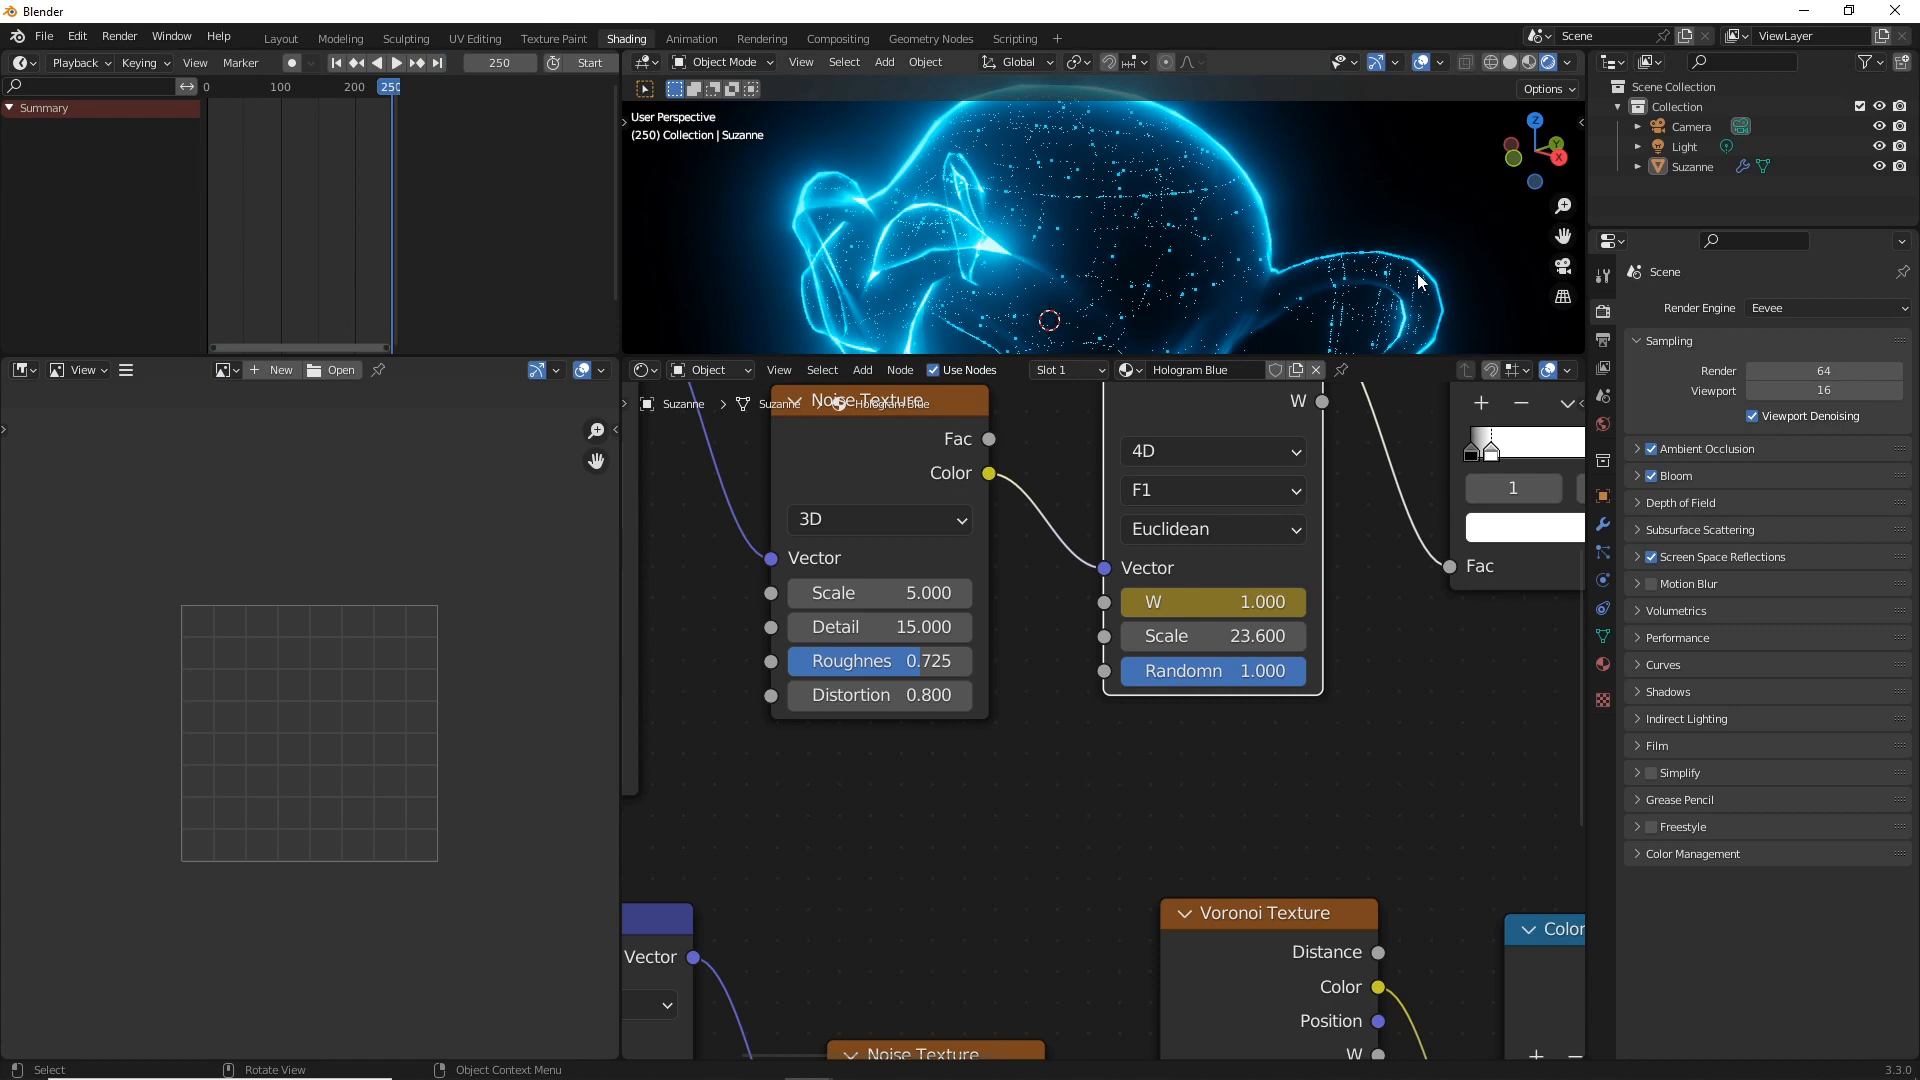 Blender
File Edit Render Window Help
Layout Modeling Sculpting UV Editing Texture Paint Shading Animation Rendering Compositing Geometry Nodes Scripting +
Scene
ViewLayer
Playback Keying View Marker
250
Start
0 100 200 250
Summary
Object Mode View Select Add Object
Global
Options
User Perspective
(250) Collection | Suzanne
Z
Y
X
Scene Collection
Collection
Camera
Light
Suzanne
Scene
Render Engine Eevee
Sampling
Render 64
Viewport 16
Viewport Denoising
Ambient Occlusion
Bloom
Depth of Field
Subsurface Scattering
Screen Space Reflections
Motion Blur
Volumetrics
Performance
Curves
Shadows
Indirect Lighting
Film
Simplify
Grease Pencil
Freestyle
Color Management
View
New
Open
Object View Select Add Node Use Nodes
Slot 1
Hologram Blue
Suzanne > Suzanne > Hologram Blue
Noise Texture
Fac
Color
3D
Vector
Scale 5.000
Detail 15.000
Roughnes 0.725
Distortion 0.800
W
4D
F1
Euclidean
Vector
W 1.000
Scale 23.600
Randomn 1.000
1
Fac
Vector
Noise Texture
Voronoi Texture
Distance
Color
Position
W
Color
Select
Rotate View
Object Context Menu
3.3.0